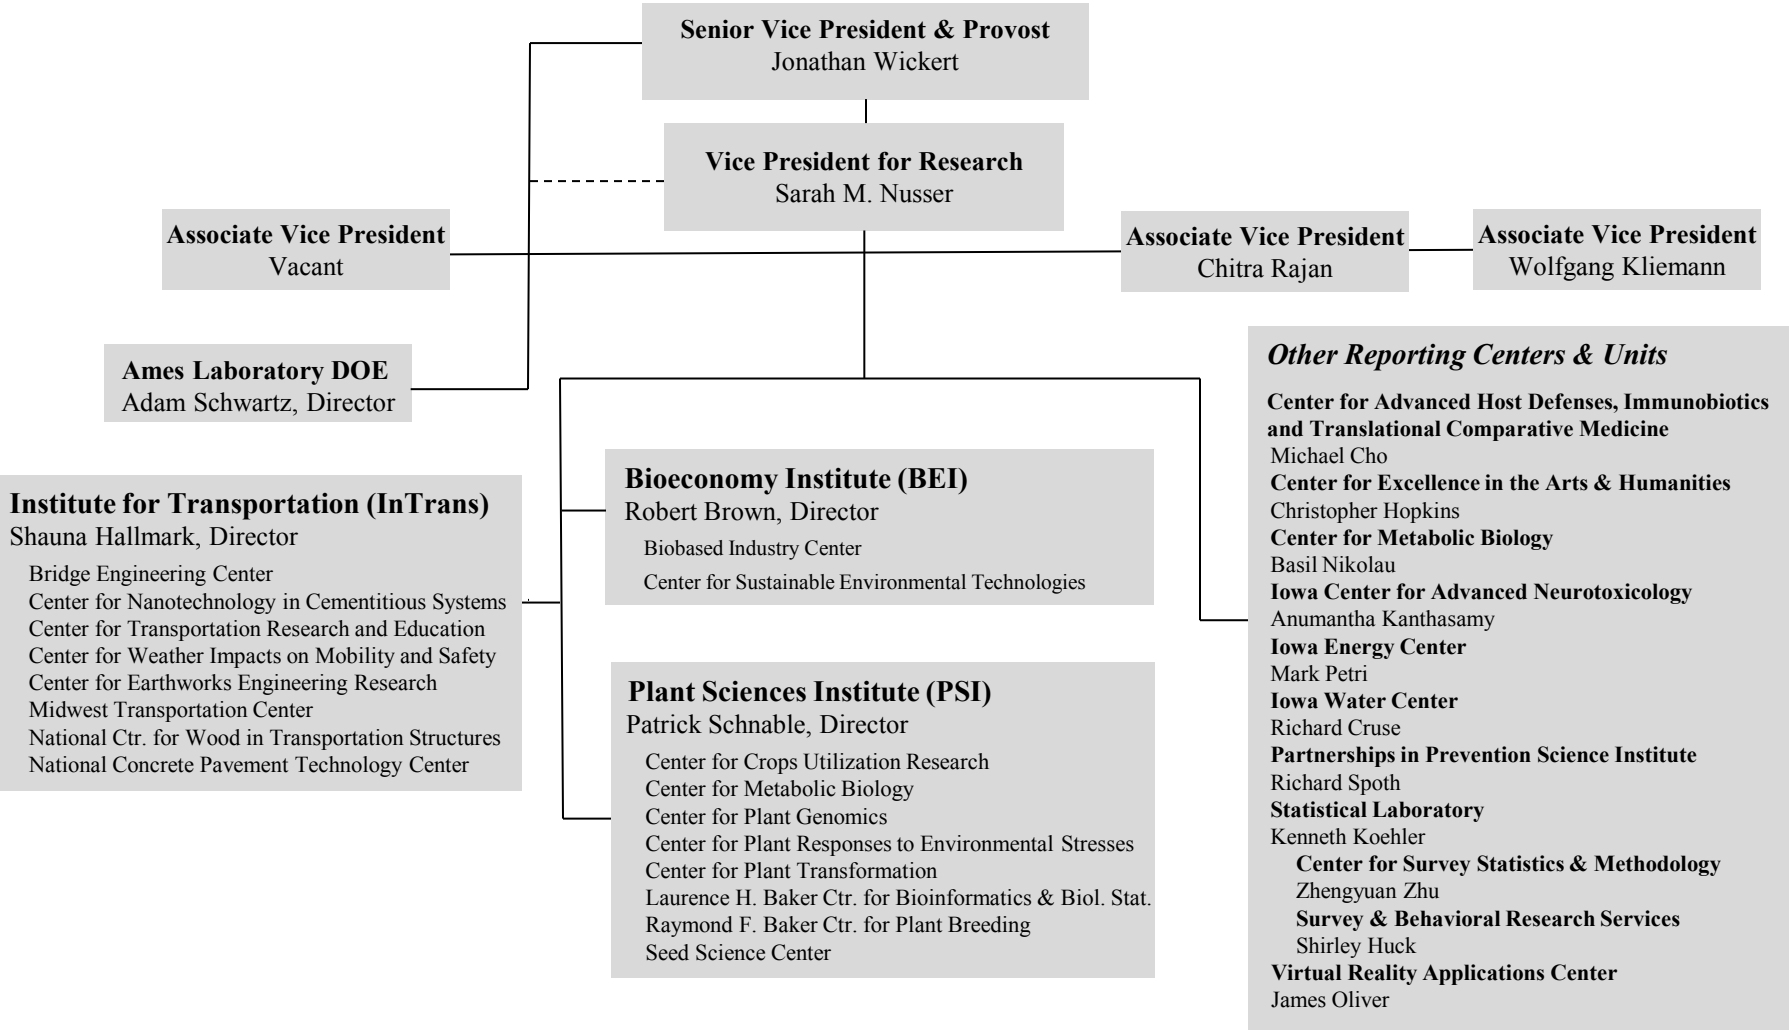 Senior Vice President & Provost
Jonathan Wickert
Vice President for Research
Sarah M. Nusser
Associate Vice President
Vacant
Associate Vice President
Chitra Rajan
Associate Vice President
Wolfgang Kliemann
Ames Laboratory DOE
Adam Schwartz, Director
Institute for Transportation (InTrans)
Shauna Hallmark, Director
Bridge Engineering Center
Center for Nanotechnology in Cementitious Systems
Center for Transportation Research and Education
Center for Weather Impacts on Mobility and Safety
Center for Earthworks Engineering Research
Midwest Transportation Center
National Ctr. for Wood in Transportation Structures
National Concrete Pavement Technology Center
Bioeconomy Institute (BEI)
Robert Brown, Director
Biobased Industry Center
Center for Sustainable Environmental Technologies
Plant Sciences Institute (PSI)
Patrick Schnable, Director
Center for Crops Utilization Research
Center for Metabolic Biology
Center for Plant Genomics
Center for Plant Responses to Environmental Stresses
Center for Plant Transformation
Laurence H. Baker Ctr. for Bioinformatics & Biol. Stat.
Raymond F. Baker Ctr. for Plant Breeding
Seed Science Center
Other Reporting Centers & Units
Center for Advanced Host Defenses, Immunobiotics
and Translational Comparative Medicine
Michael Cho
Center for Excellence in the Arts & Humanities
Christopher Hopkins
Center for Metabolic Biology
Basil Nikolau
Iowa Center for Advanced Neurotoxicology
Anumantha Kanthasamy
Iowa Energy Center
Mark Petri
Iowa Water Center
Richard Cruse
Partnerships in Prevention Science Institute
Richard Spoth
Statistical Laboratory
Kenneth Koehler
Center for Survey Statistics & Methodology
Zhengyuan Zhu
Survey & Behavioral Research Services
Shirley Huck
Virtual Reality Applications Center
James Oliver